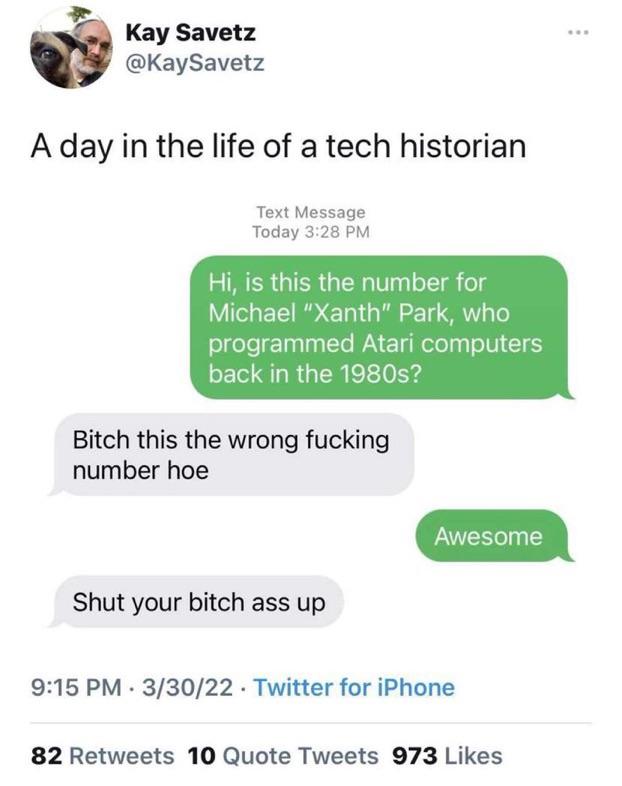 Kay Savetz
@KaySavetz
A day in the life of a tech historian
Text Message
Today 3:28 PM
Hi, is this the number for
Michael "Xanth" Park, who
programmed Atari computers
back in the 1980s?
Bitch this the wrong fucking
number hoe
Awesome
Shut your bitch ass up
9:15 PM · 3/30/22 · Twitter for iPhone
82 Retweets 10 Quote Tweets 973 Likes